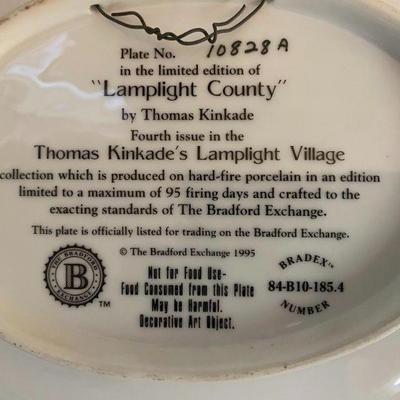 Plate No. 10828A
in the limited edition of
"Lamplight County"
by Thomas Kinkade
Fourth issue in the
Thomas Kinkade's Lamplight Village
collection which is produced on hard-fire porcelain in an edition
limited to a maximum of 95 firing days and crafted to the
exacting standards of The Bradford Exchange.
This plate is officially listed for trading on the Bradford Exchange.
© The Bradford Exchange 1995
THE BRADFORD
B
EXCHANGE
TM
Not for Food Use-
Food Consumed from this Plate
May be Harmful.
Decorative Art Object.
BRADEX™
84-B10-185.4
NUMBER